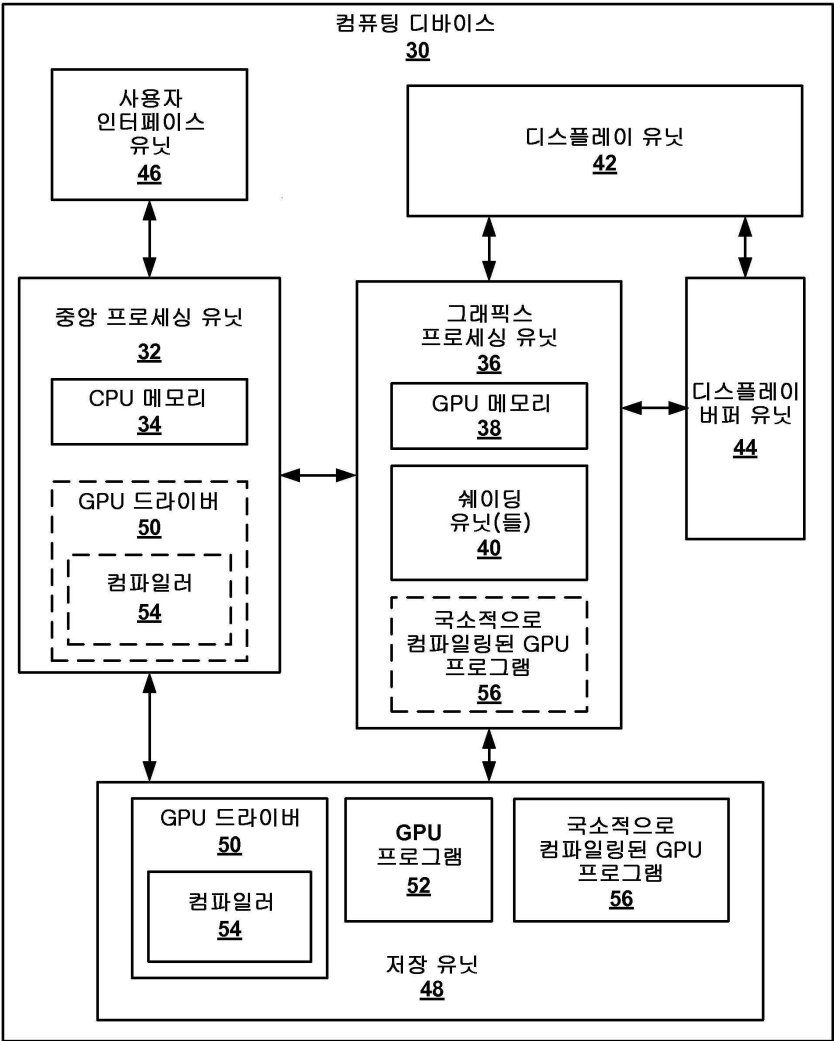 컴퓨팅 디바이스
30
사용자
인터페이스
유닛
46
디스플레이 유닛
42
중앙 프로세싱 유닛
32
CPU 메모리
34
GPU 드라이버
50
컴파일러
54
그래픽스
프로세싱 유닛
36
GPU 메모리
38
쉐이딩
유닛(들)
40
국소적으로
컴파일링된 GPU
프로그램
56
디스플레이
버퍼 유닛
44
GPU 드라이버
50
컴파일러
54
GPU
프로그램
52
국소적으로
컴파일링된 GPU
프로그램
56
저장 유닛
48